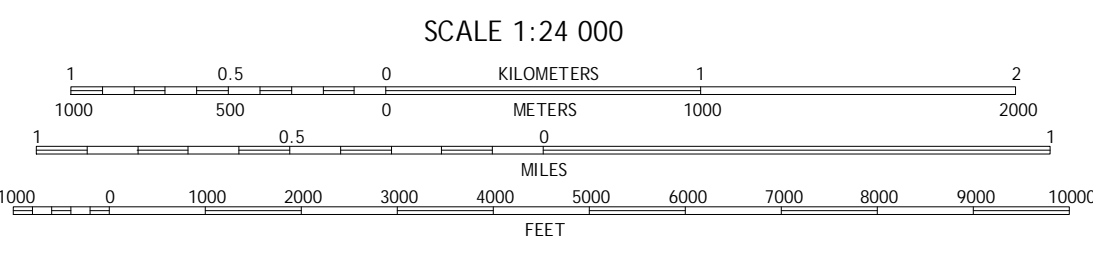 SCALE 1:24 000
1 0.5 0 KILOMETERS 1 2
1000 500 0 METERS 1000 2000
1 0.5 0 1
MILES
1000 0 1000 2000 3000 4000 5000 6000 7000 8000 9000 10000
FEET